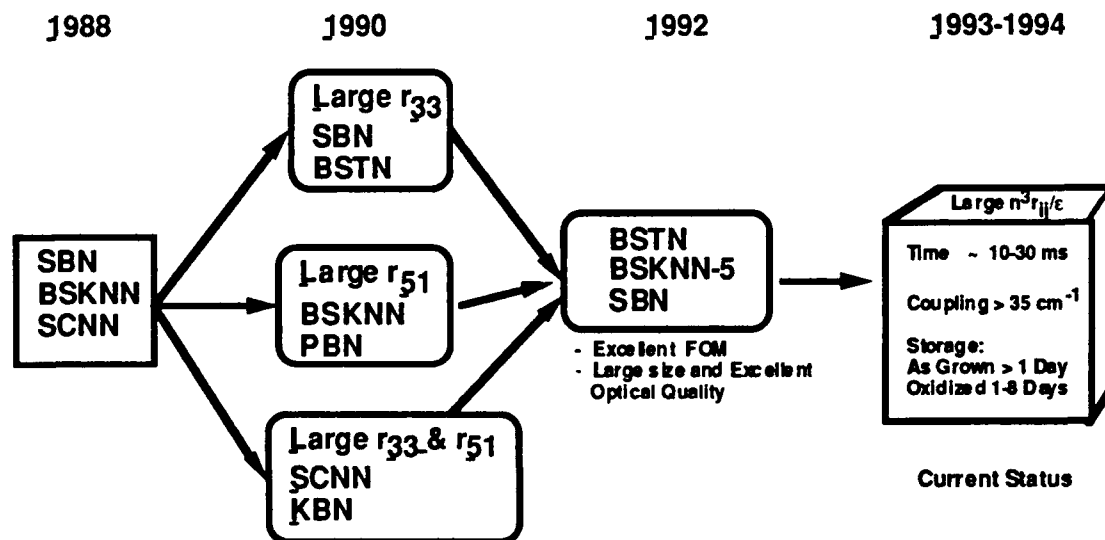 1988 1990 1992 1993-1994
Large r33
SBN
BSTN
SBN
BSKNN
SCNN
Large r51
BSKNN
PBN
Large r33 & r51
SCNN
KBN
BSTN
BSKNN-5
SBN
- Excellent FOM
- Large size and Excellent
Optical Quality
Large n³rij/ε
Time ~ 10-30 ms
Coupling > 35 cm⁻¹
Storage:
As Grown > 1 Day
Oxidized 1-8 Days
Current Status